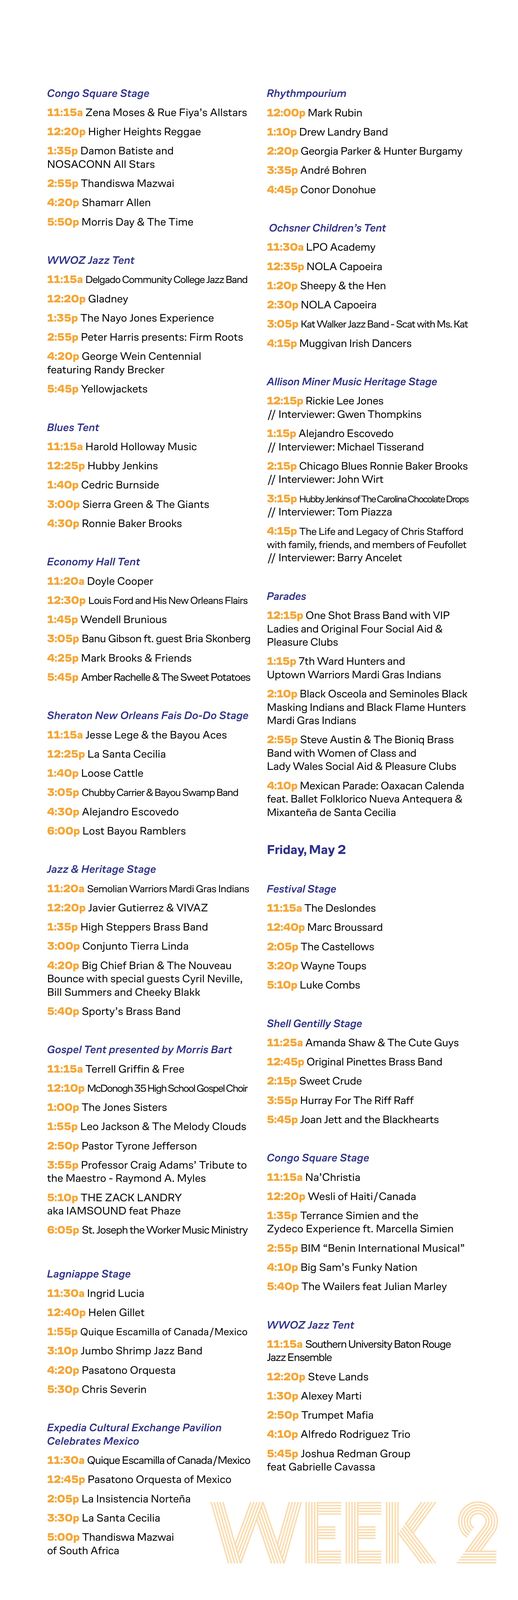 Congo Square Stage
11:15a Zena Moses & Rue Fiya's Allstars
12:20p Higher Heights Reggae
1:35p Damon Batiste and
NOSACONN All Stars
2:55p Thandiswa Mazwai
4:20p Shamarr Allen
5:50p Morris Day & The Time
WWOZ Jazz Tent
11:15a Delgado Community College Jazz Band
12:20p Gladney
1:35p The Nayo Jones Experience
2:55p Peter Harris presents: Firm Roots
4:20p George Wein Centennial
featuring Randy Brecker
5:45p Yellowjackets
Blues Tent
11:15a Harold Holloway Music
12:25p Hubby Jenkins
1:40p Cedric Burnside
3:00p Sierra Green & The Giants
4:30p Ronnie Baker Brooks
Economy Hall Tent
11:20a Doyle Cooper
12:30p Louis Ford and His New Orleans Flairs
1:45p Wendell Brunious
3:05p Banu Gibson ft. guest Bria Skonberg
4:25p Mark Brooks & Friends
5:45p Amber Rachelle & The Sweet Potatoes
Sheraton New Orleans Fais Do-Do Stage
11:15a Jesse Lege & the Bayou Aces
12:25p La Santa Cecilia
1:40p Loose Cattle
3:05p Chubby Carrier & Bayou Swamp Band
4:30p Alejandro Escovedo
6:00p Lost Bayou Ramblers
Jazz & Heritage Stage
11:20a Semolian Warriors Mardi Gras Indians
12:20p Javier Gutierrez & VIVAZ
1:35p High Steppers Brass Band
3:00p Conjunto Tierra Linda
4:20p Big Chief Brian & The Nouveau
Bounce with special guests Cyril Neville,
Bill Summers and Cheeky Blakk
5:40p Sporty's Brass Band
Gospel Tent presented by Morris Bart
11:15a Terrell Griffin & Free
12:10p McDonogh 35 High School Gospel Choir
1:00p The Jones Sisters
1:55p Leo Jackson & The Melody Clouds
2:50p Pastor Tyrone Jefferson
3:55p Professor Craig Adams' Tribute to
the Maestro - Raymond A. Myles
5:10p THE ZACK LANDRY
aka IAMSOUND feat Phaze
6:05p St. Joseph the Worker Music Ministry
Lagniappe Stage
11:30a Ingrid Lucia
12:40p Helen Gillet
1:55p Quique Escamilla of Canada/Mexico
3:10p Jumbo Shrimp Jazz Band
4:20p Pasatono Orquesta
5:30p Chris Severin
Expedia Cultural Exchange Pavilion
Celebrates Mexico
11:30a Quique Escamilla of Canada/Mexico
12:45p Pasatono Orquesta of Mexico
2:05p La Insistencia Norteña
3:30p La Santa Cecilia
5:00p Thandiswa Mazwai
of South Africa
Rhythmpourium
12:00p Mark Rubin
1:10p Drew Landry Band
2:20p Georgia Parker & Hunter Burgamy
3:35p André Bohren
4:45p Conor Donohue
Ochsner Children's Tent
11:30a LPO Academy
12:35p NOLA Capoeira
1:20p Sheepy & the Hen
2:30p NOLA Capoeira
3:05p Kat Walker Jazz Band - Scat with Ms. Kat
4:15p Muggivan Irish Dancers
Allison Miner Music Heritage Stage
12:15p Rickie Lee Jones
// Interviewer: Gwen Thompkins
1:15p Alejandro Escovedo
// Interviewer: Michael Tisserand
2:15p Chicago Blues Ronnie Baker Brooks
// Interviewer: John Wirt
3:15p Hubby Jenkins of The Carolina Chocolate Drops
// Interviewer: Tom Piazza
4:15p The Life and Legacy of Chris Stafford
with family, friends, and members of Feufollet
// Interviewer: Barry Ancelet
Parades
12:15p One Shot Brass Band with VIP
Ladies and Original Four Social Aid &
Pleasure Clubs
1:15p 7th Ward Hunters and
Uptown Warriors Mardi Gras Indians
2:10p Black Osceola and Seminoles Black
Masking Indians and Black Flame Hunters
Mardi Gras Indians
2:55p Steve Austin & The Bioniq Brass
Band with Women of Class and
Lady Wales Social Aid & Pleasure Clubs
4:10p Mexican Parade: Oaxacan Calenda
feat. Ballet Folklorico Nueva Antequera &
Mixanteña de Santa Cecilia
Friday, May 2
Festival Stage
11:15a The Deslondes
12:40p Marc Broussard
2:05p The Castellows
3:20p Wayne Toups
5:10p Luke Combs
Shell Gentilly Stage
11:25a Amanda Shaw & The Cute Guys
12:45p Original Pinettes Brass Band
2:15p Sweet Crude
3:55p Hurray For The Riff Raff
5:45p Joan Jett and the Blackhearts
Congo Square Stage
11:15a Na'Christia
12:20p Wesli of Haiti/Canada
1:35p Terrance Simien and the
Zydeco Experience ft. Marcella Simien
2:55p BIM "Benin International Musical"
4:10p Big Sam's Funky Nation
5:40p The Wailers feat Julian Marley
WWOZ Jazz Tent
11:15a Southern University Baton Rouge
Jazz Ensemble
12:20p Steve Lands
1:30p Alexey Marti
2:50p Trumpet Mafia
4:10p Alfredo Rodriguez Trio
5:45p Joshua Redman Group
feat Gabrielle Cavassa
WEEK 2